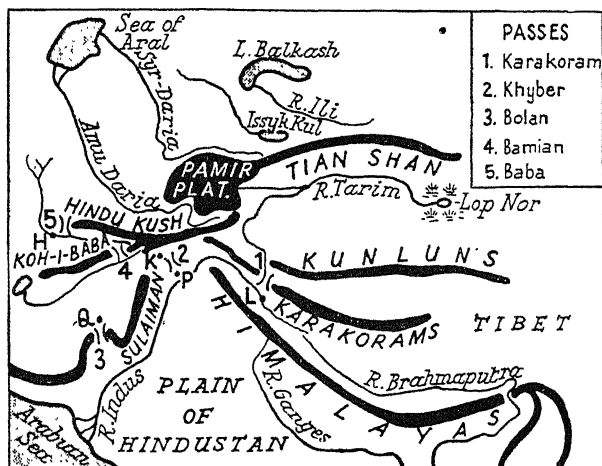 Sea of
Aral
Syr-Daria
L. Balkash
R. Ili
Issyk Kul
Amu Daria
PAMIR
PLAT.
TIAN SHAN
R. Tarim
Lop Nor
PASSES
1. Karakoram
2. Khyber
3. Bolan
4. Bamian
5. Baba
5
H
HINDU KUSH
KOH-I-BABA
4
K
2
P
1
L
KUNLUN'S
KARAKORAMS
TIBET
Q
3
SULAIMAN
HIMALAYAS
R. Indus
PLAIN
OF
HINDUSTAN
R. Ganges
R. Brahmaputra
Arabian
Sea